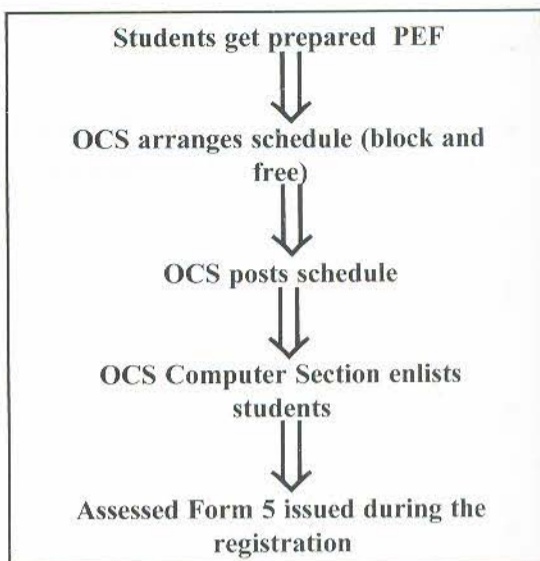 Students get prepared PEF
OCS arranges schedule (block and
free)
OCS posts schedule
OCS Computer Section enlists
students
Assessed Form 5 issued during the
registration